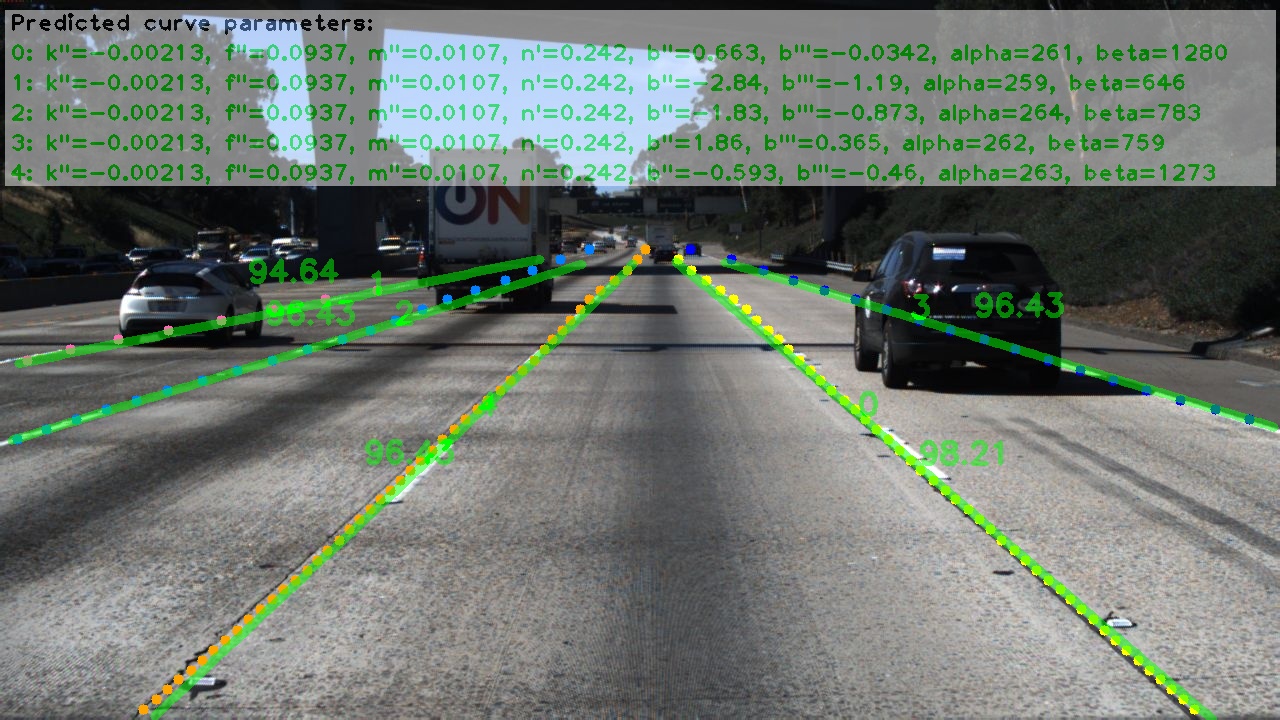 Predicted curve parameters:
0: k''=-0.00213, f''=0.0937, m''=0.0107, n'=0.242, b''=0.663, b'''=-0.0342, alpha=261, beta=1280
1: k''=-0.00213, f''=0.0937, m''=0.0107, n'=0.242, b''=-2.84, b'''=-1.19, alpha=259, beta=646
2: k''=-0.00213, f''=0.0937, m''=0.0107, n'=0.242, b''=-1.83, b'''=-0.873, alpha=264, beta=783
3: k''=-0.00213, f''=0.0937, m''=0.0107, n'=0.242, b''=1.86, b'''=0.365, alpha=262, beta=759
4: k''=-0.00213, f''=0.0937, m''=0.0107, n'=0.242, b''=-0.593, b'''=-0.46, alpha=263, beta=1273
ON
94.64
1
96.43
2
3
96.43
4
0
96.43
98.21